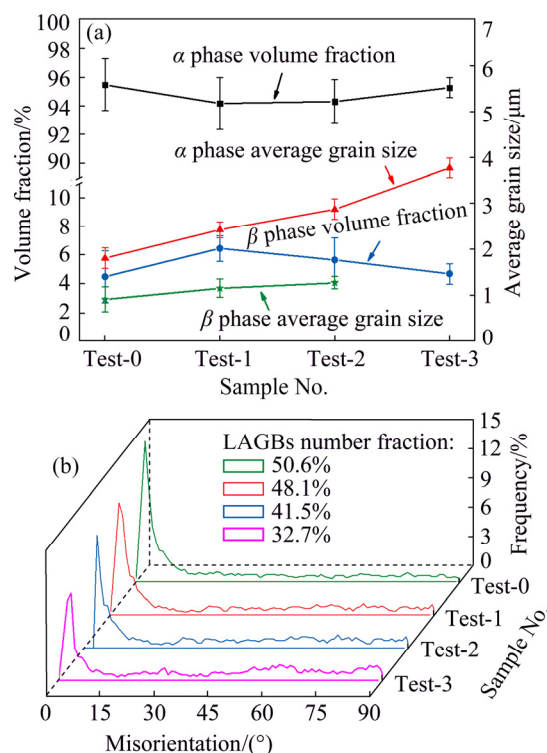 (a)
100
98
96
94
92
90
10
8
6
4
2
0
Volume fraction/%
α phase volume fraction
α phase average grain size
β phase volume fraction
β phase average grain size
7
6
5
4
3
2
1
0
Average grain size/μm
Test-0 Test-1 Test-2 Test-3
Sample No.
(b)
LAGBs number fraction:
50.6%
48.1%
41.5%
32.7%
15
12
9
6
3
0
Frequency/%
Test-0
Test-1
Tcst-2
Test-3
Sample No.
0 15 30 45 60 75 90
Misorientation/(°)